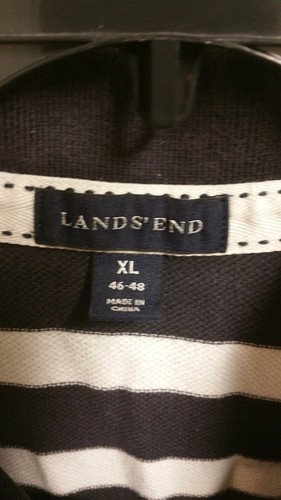 LANDS' END
XL
46-48
MADE IN
CHINA